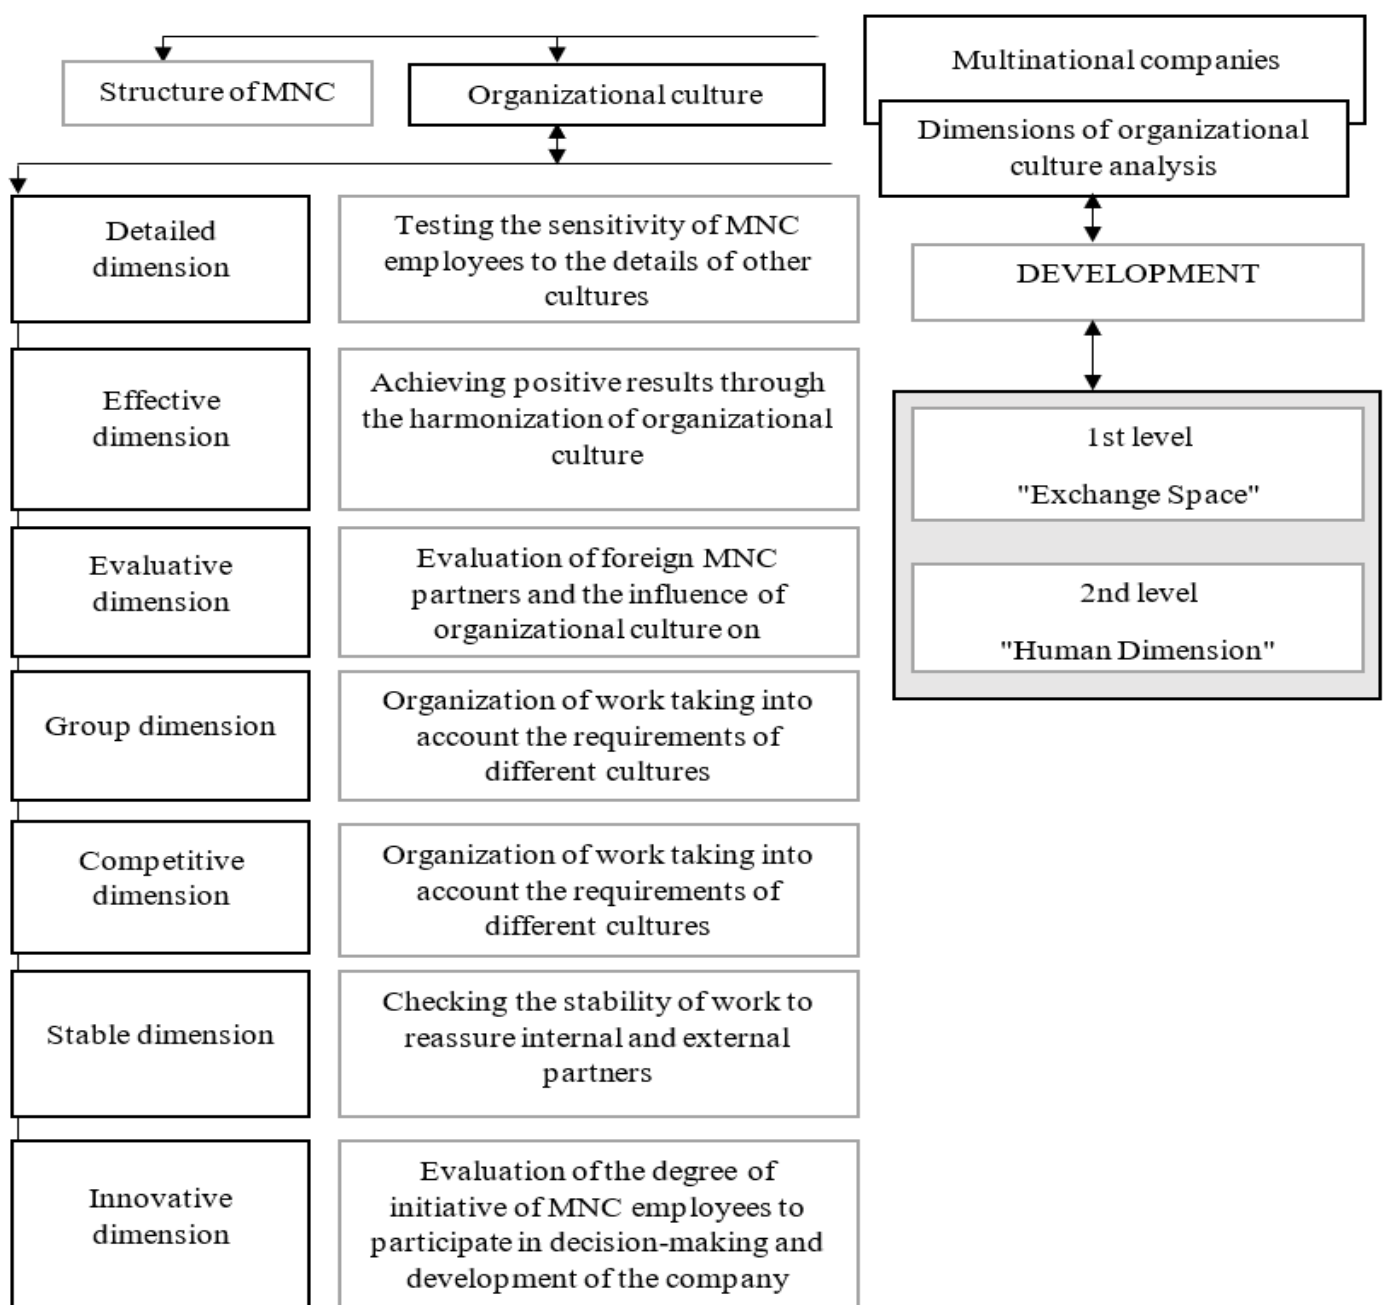 Multinational companies
Structure of MNC
Organizational culture
Dimensions of organizational
culture analysis
Detailed
dimension
Testing the sensitivity of MNC
employees to the details of other
cultures
DEVELOPMENT
Effective
dimension
Achieving positive results through
the harmonization of organizational
culture
1st level
"Exchange Space"
Evaluative
dimension
Evaluation of foreign MNC
partners and the influence of
organizational culture on
2nd level
"Human Dimension"
Group dimension
Organization of work taking into
account the requirements of
different cultures
Competitive
dimension
Organization of work taking into
account the requirements of
different cultures
Stable dimension
Checking the stability of work to
reassure internal and external
partners
Innovative
dimension
Evaluation of the degree of
initiative of MNC employees to
participate in decision-making and
development of the company